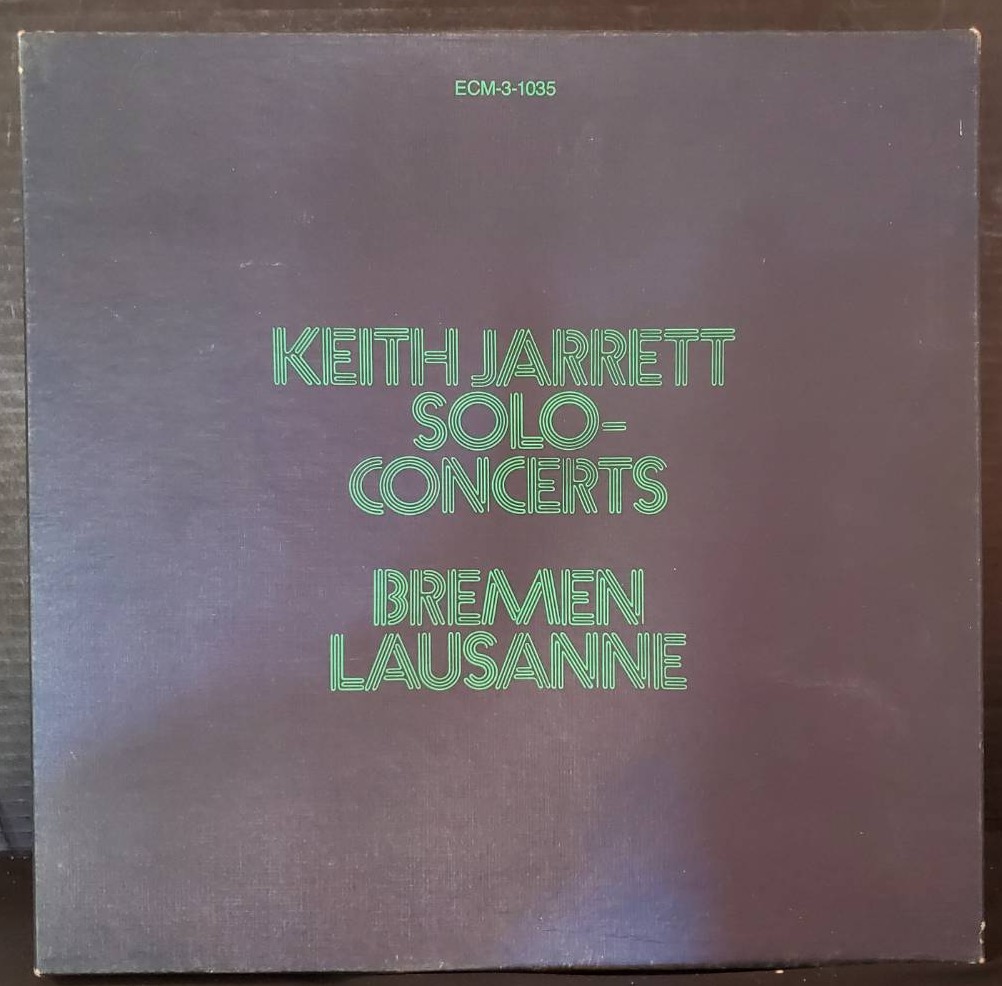 ECM-3-1035
KEITH JARRETT
SOLO-
CONCERTS
BREMEN
LAUSANNE